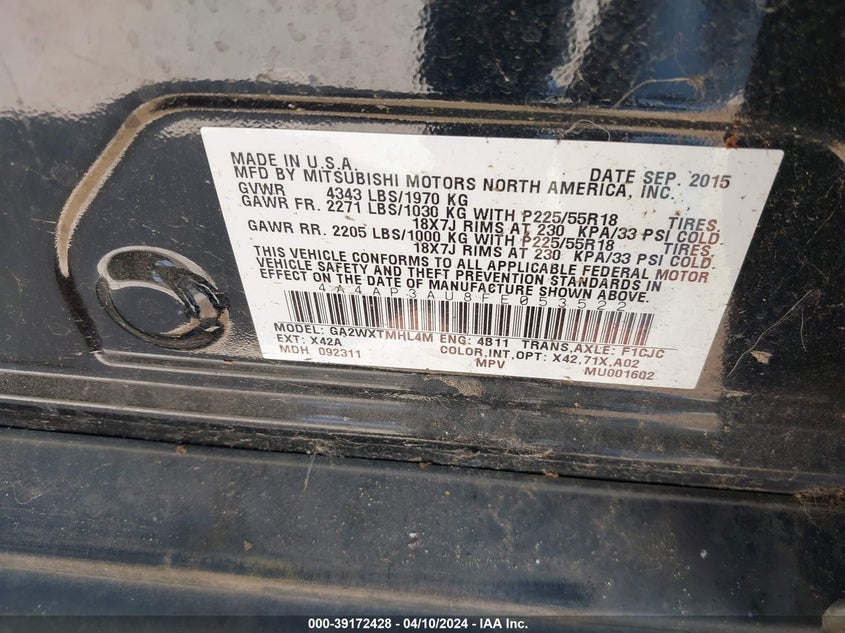 MADE IN U.S.A.
MFD BY MITSUBISHI MOTORS NORTH AMERICA, INC. DATE SEP. 2015
GVWR 4343 LBS/1970 KG
GAWR FR. 2271 LBS/1030 KG WITH P225/55R18 TIRES,
18X7J RIMS AT 230 KPA/33 PSI COLD.
GAWR RR. 2205 LBS/1000 KG WITH P225/55R18 TIRES,
18X7J RIMS AT 230 KPA/33 PSI COLD.
THIS VEHICLE CONFORMS TO ALL APPLICABLE FEDERAL MOTOR
VEHICLE SAFETY AND THEFT PREVENTION STANDARDS IN
EFFECT ON THE DATE OF MANUFACTURE SHOWN ABOVE.
4A4AP3AU8FE053522
MODEL: GA2WXTMHL4M ENG: 4B11 TRANS,AXLE: F1CJC
EXT: X42A COLOR,INT,OPT: X42,71X,A02
MDH 092311 MPV MU001602
000-39172428 - 04/10/2024 - IAA Inc.